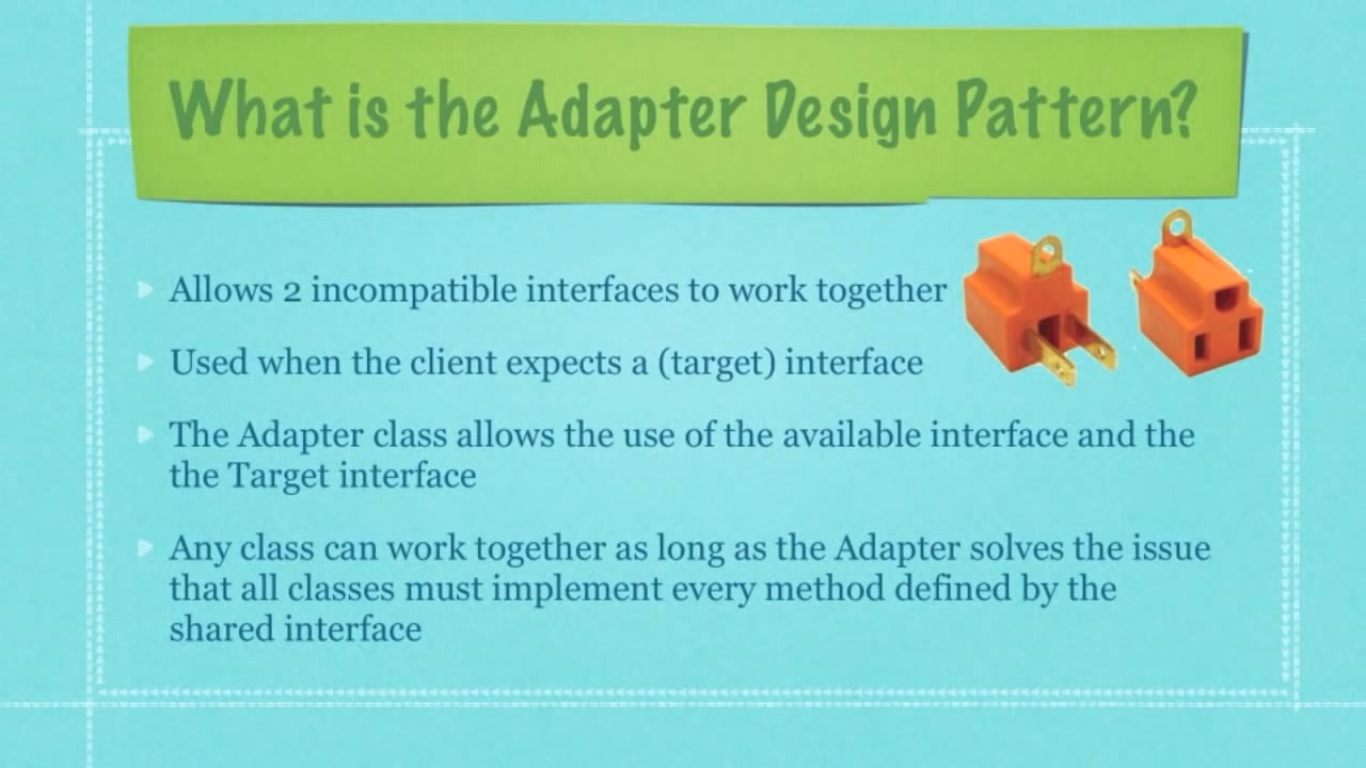 What is the Adapter Design Pattern?
Allows 2 incompatible interfaces to work together
Used when the client expects a (target) interface
The Adapter class allows the use of the available interface and the
the Target interface
Any class can work together as long as the Adapter solves the issue
that all classes must implement every method defined by the
shared interface